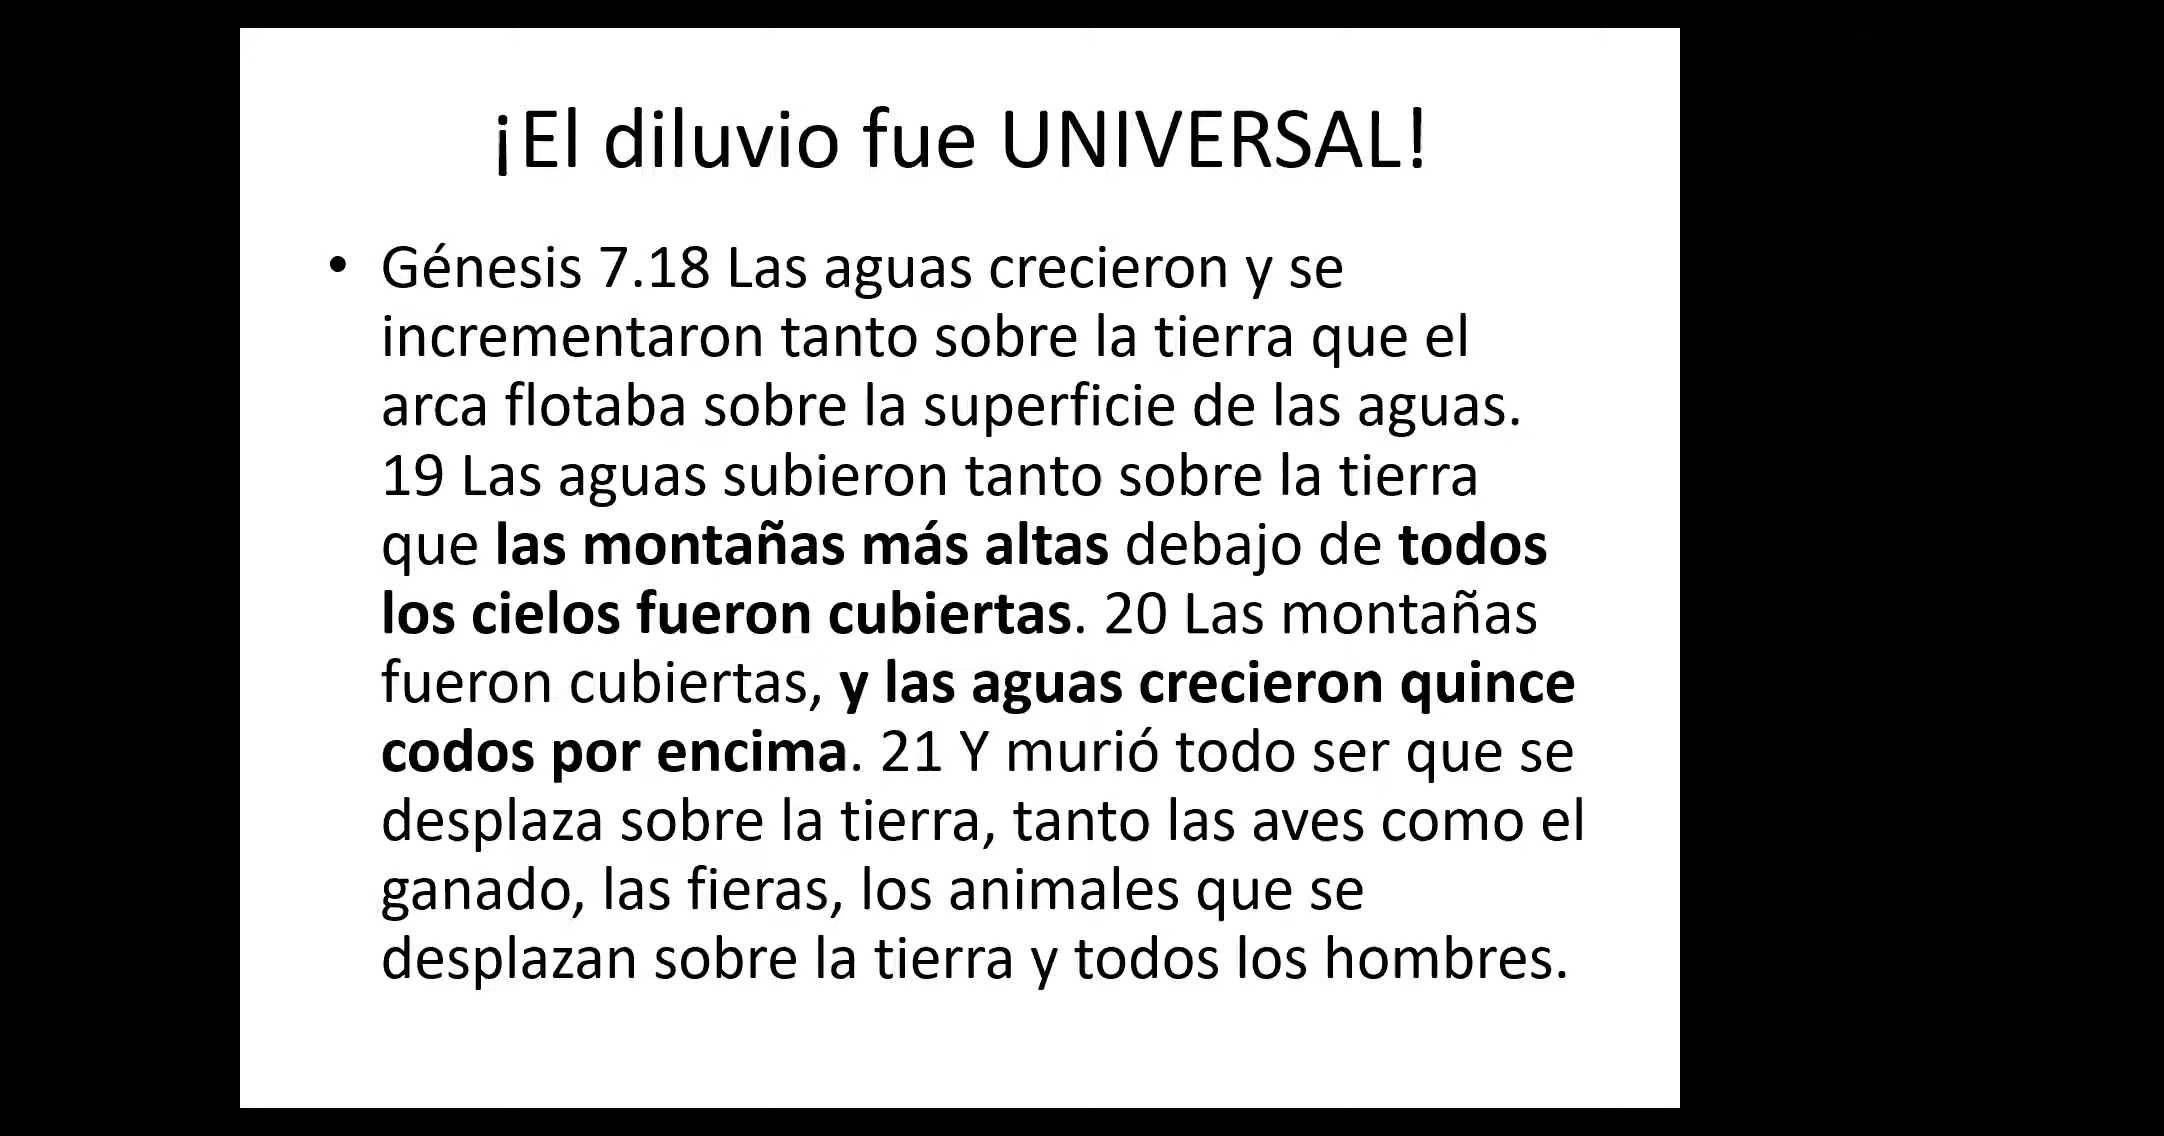 ¡El diluvio fue UNIVERSAL!
• Génesis 7.18 Las aguas crecieron y se
incrementaron tanto sobre la tierra que el
arca flotaba sobre la superficie de las aguas.
19 Las aguas subieron tanto sobre la tierra
que las montañas más altas debajo de todos
los cielos fueron cubiertas. 20 Las montañas
fueron cubiertas, y las aguas crecieron quince
codos por encima. 21 Y murió todo ser que se
desplaza sobre la tierra, tanto las aves como el
ganado, las fieras, los animales que se
desplazan sobre la tierra y todos los hombres.